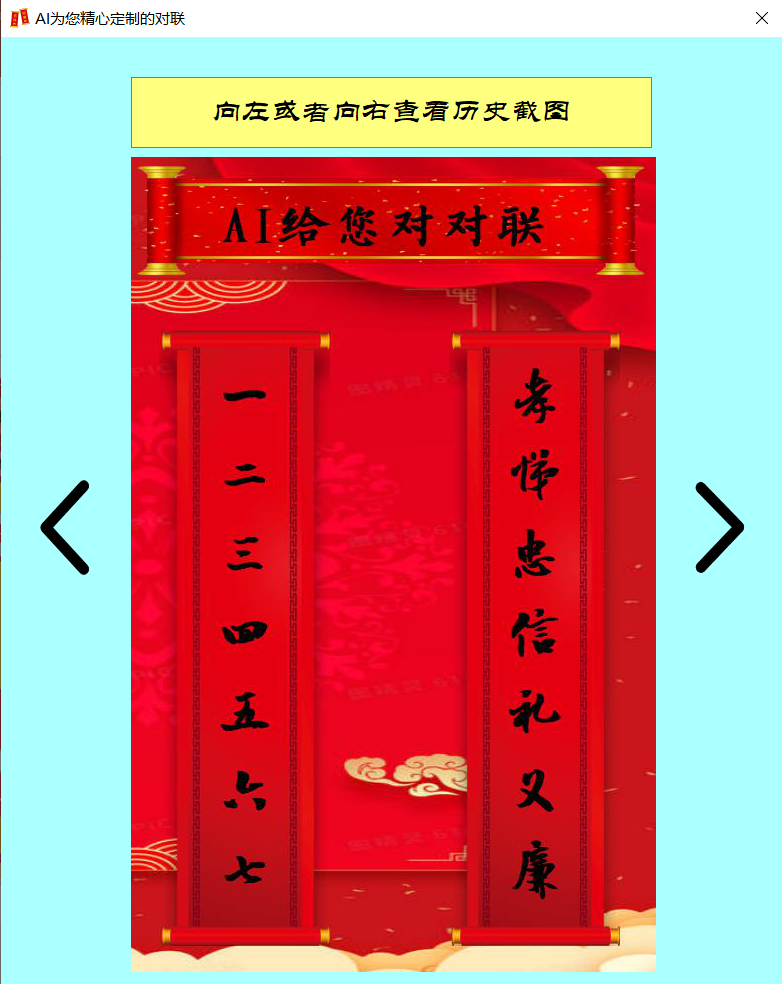 AI为您精心定制的对联
向左或者向右查看历史截图
AI给您对对联
一二三四五六七
孝悌忠信礼义廉